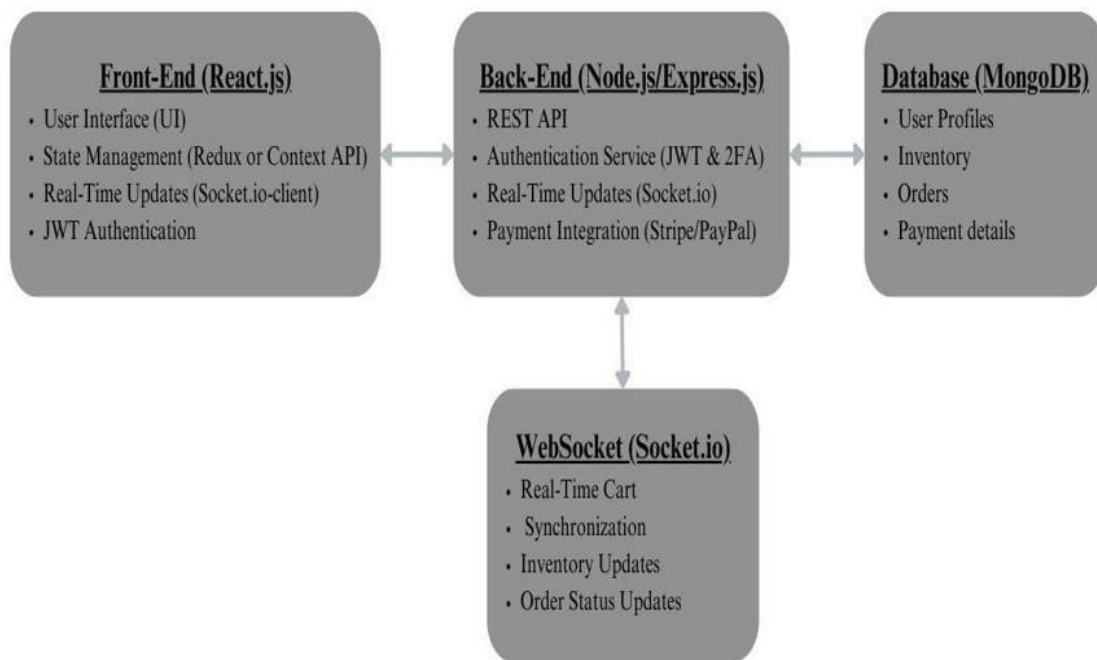 Front-End (React.js)
• User Interface (UI)
• State Management (Redux or Context API)
• Real-Time Updates (Socket.io-client)
• JWT Authentication
Back-End (Node.js/Express.js)
• REST API
• Authentication Service (JWT & 2FA)
• Real-Time Updates (Socket.io)
• Payment Integration (Stripe/PayPal)
Database (MongoDB)
• User Profiles
• Inventory
• Orders
• Payment details
WebSocket (Socket.io)
• Real-Time Cart
• Synchronization
• Inventory Updates
• Order Status Updates